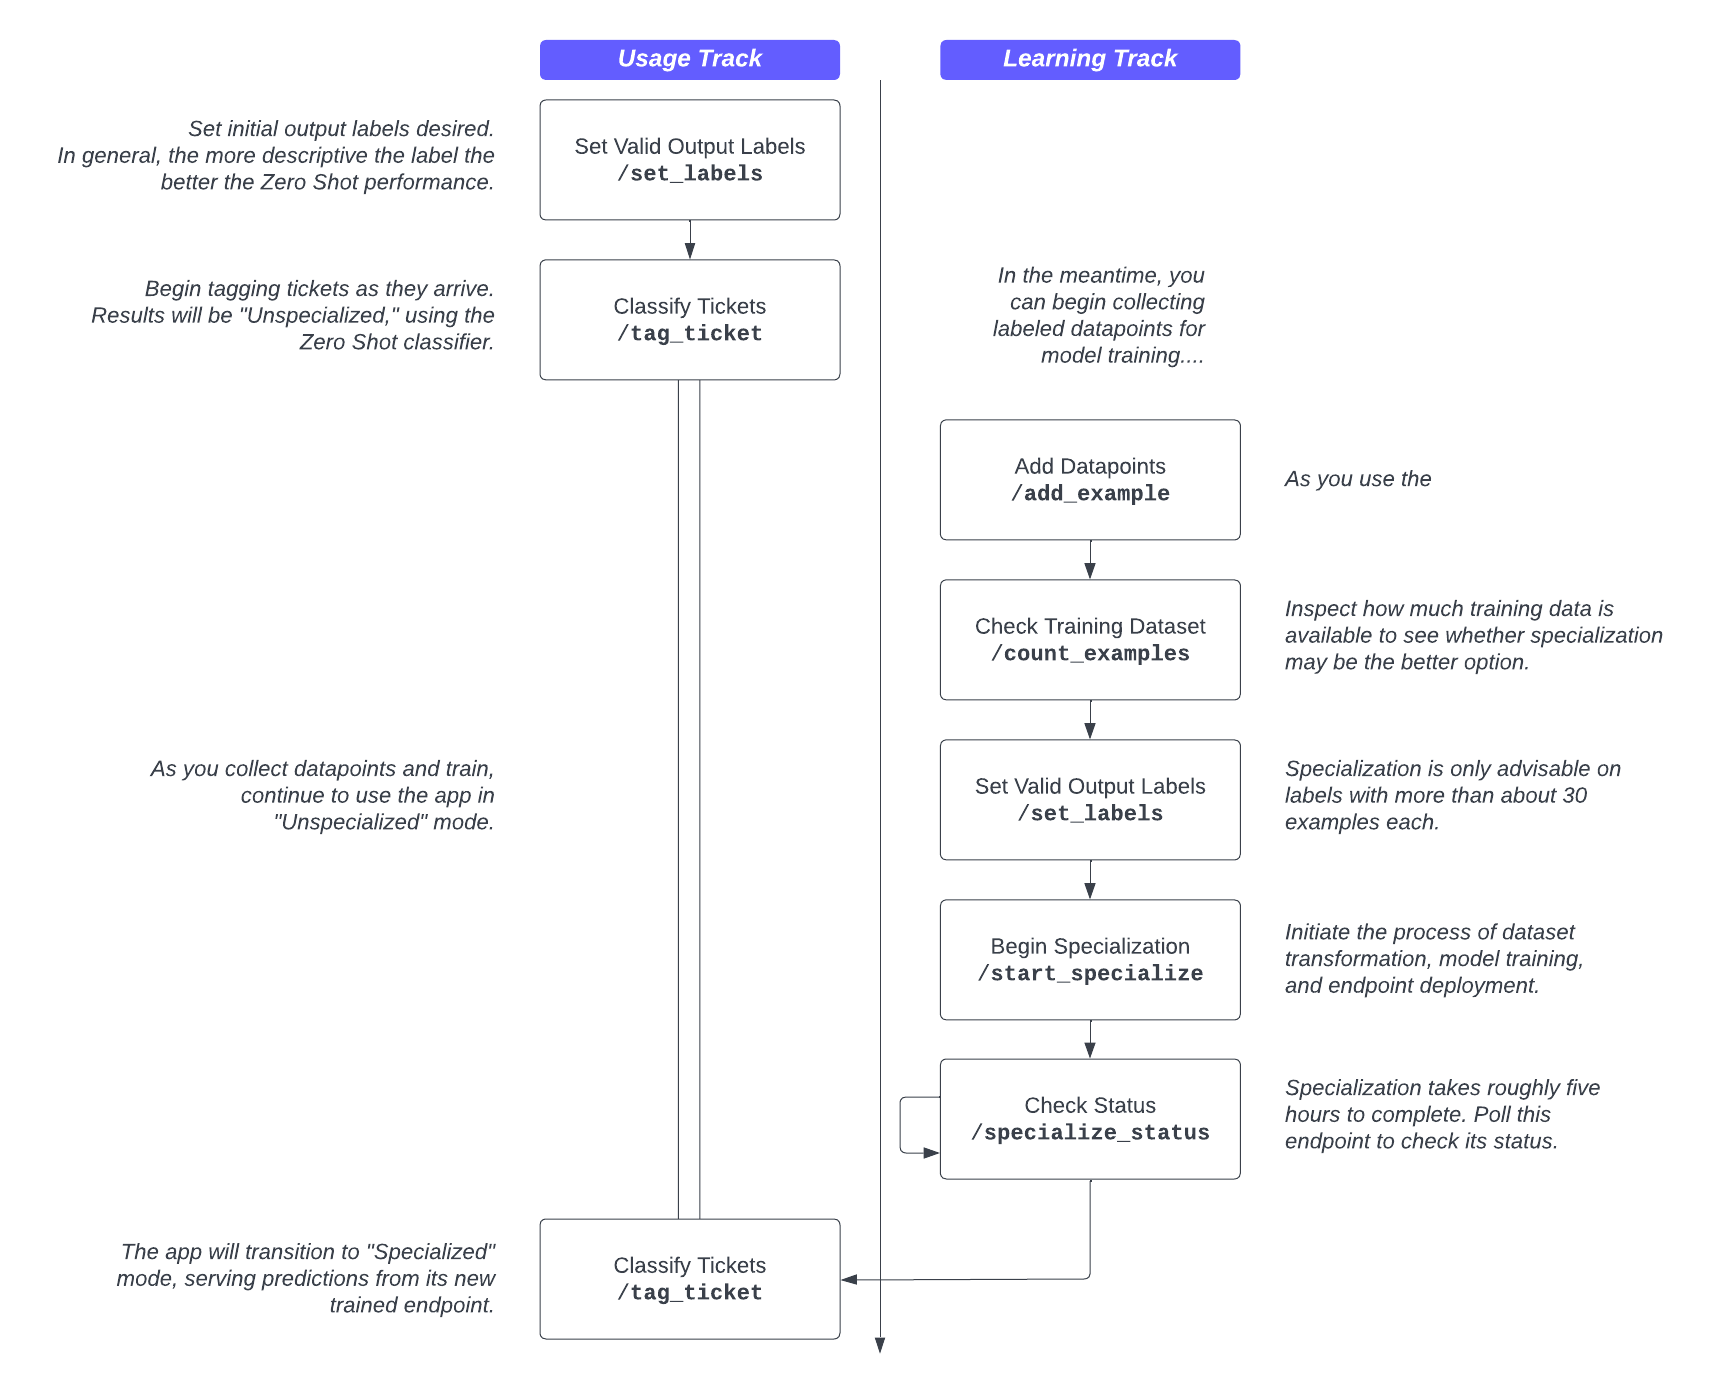 Usage Track
Learning Track
Set initial output labels desired.
In general, the more descriptive the label the
better the Zero Shot performance.
Set Valid Output Labels
/set_labels
Begin tagging tickets as they arrive.
Results will be "Unspecialized," using the
Zero Shot classifier.
Classify Tickets
/tag_ticket
In the meantime, you
can begin collecting
labeled datapoints for
model training....
Add Datapoints
/add_example
As you use the
Check Training Dataset
/count_examples
Inspect how much training data is
available to see whether specialization
may be the better option.
As you collect datapoints and train,
continue to use the app in
"Unspecialized" mode.
Set Valid Output Labels
/set_labels
Specialization is only advisable on
labels with more than about 30
examples each.
Begin Specialization
/start_specialize
Initiate the process of dataset
transformation, model training,
and endpoint deployment.
Check Status
/specialize_status
Specialization takes roughly five
hours to complete. Poll this
endpoint to check its status.
The app will transition to "Specialized"
mode, serving predictions from its new
trained endpoint.
Classify Tickets
/tag_ticket